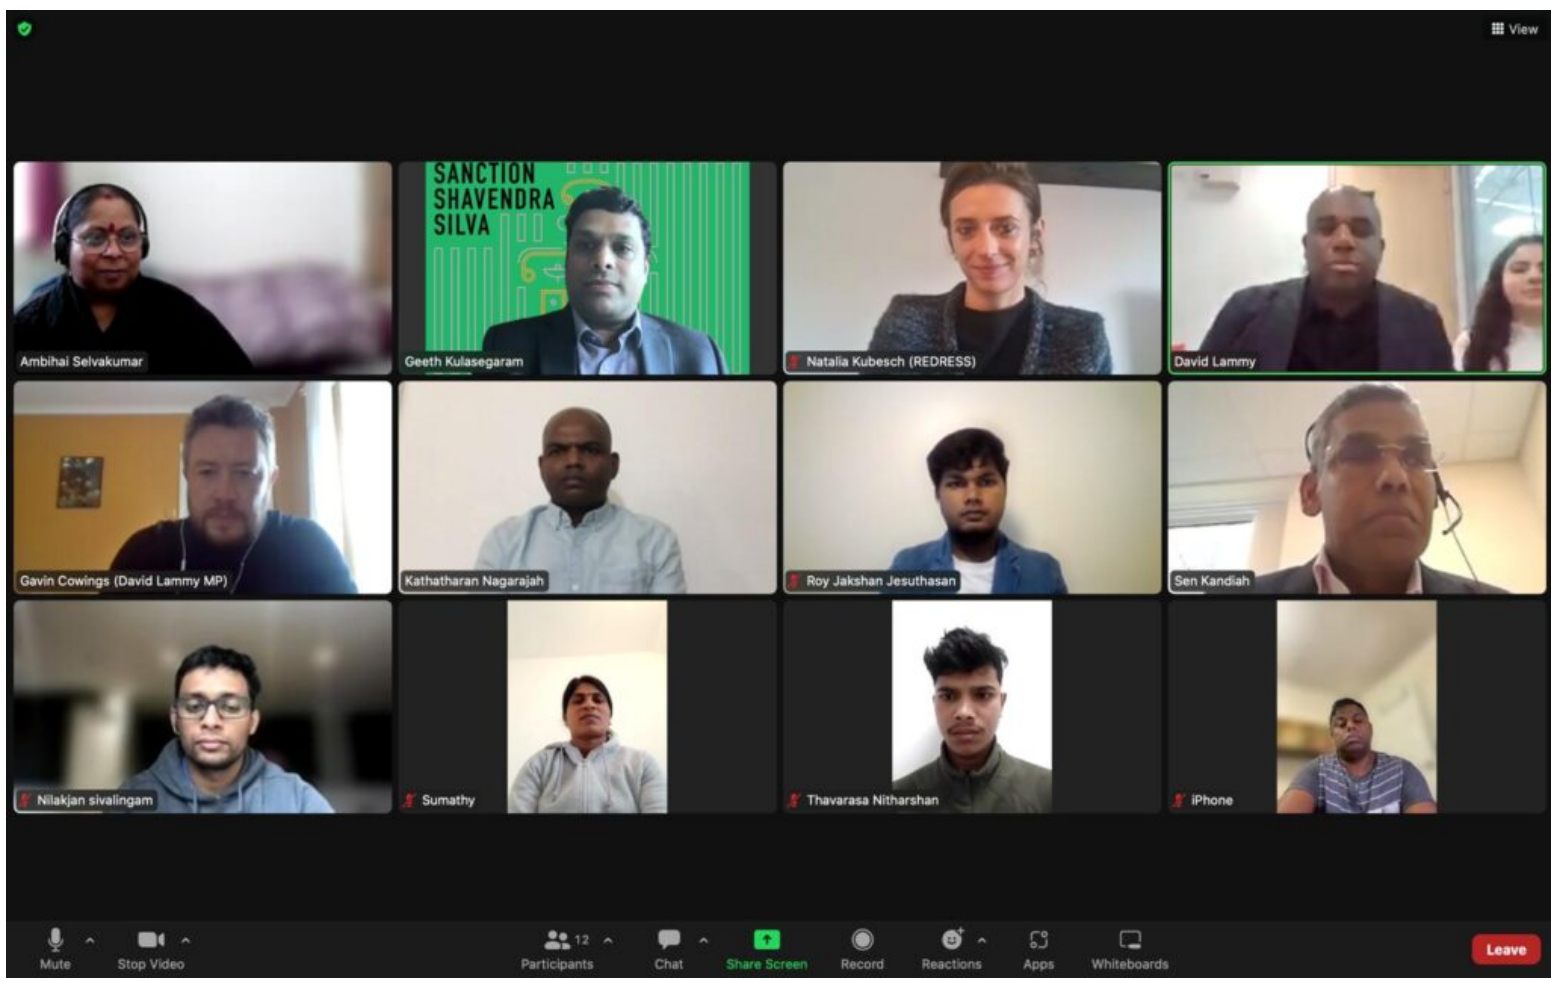 View
SANCTION
SHAVENDRA
SILVA
Ambihai Selvakumar
Geeth Kulasegaram
Natalia Kubesch (REDRESS)
David Lammy
Gavin Cowings (David Lammy MP)
Kathatharan Nagarajah
Roy Jakshan Jesuthasan
Sen Kandiah
Nilakjan sivalingam
Sumathy
Thavarasa Nitharshan
iPhone
12
Mute
Stop Video
Participants
Chat
Share Screen
Record
Reactions
Apps
Whiteboards
Leave